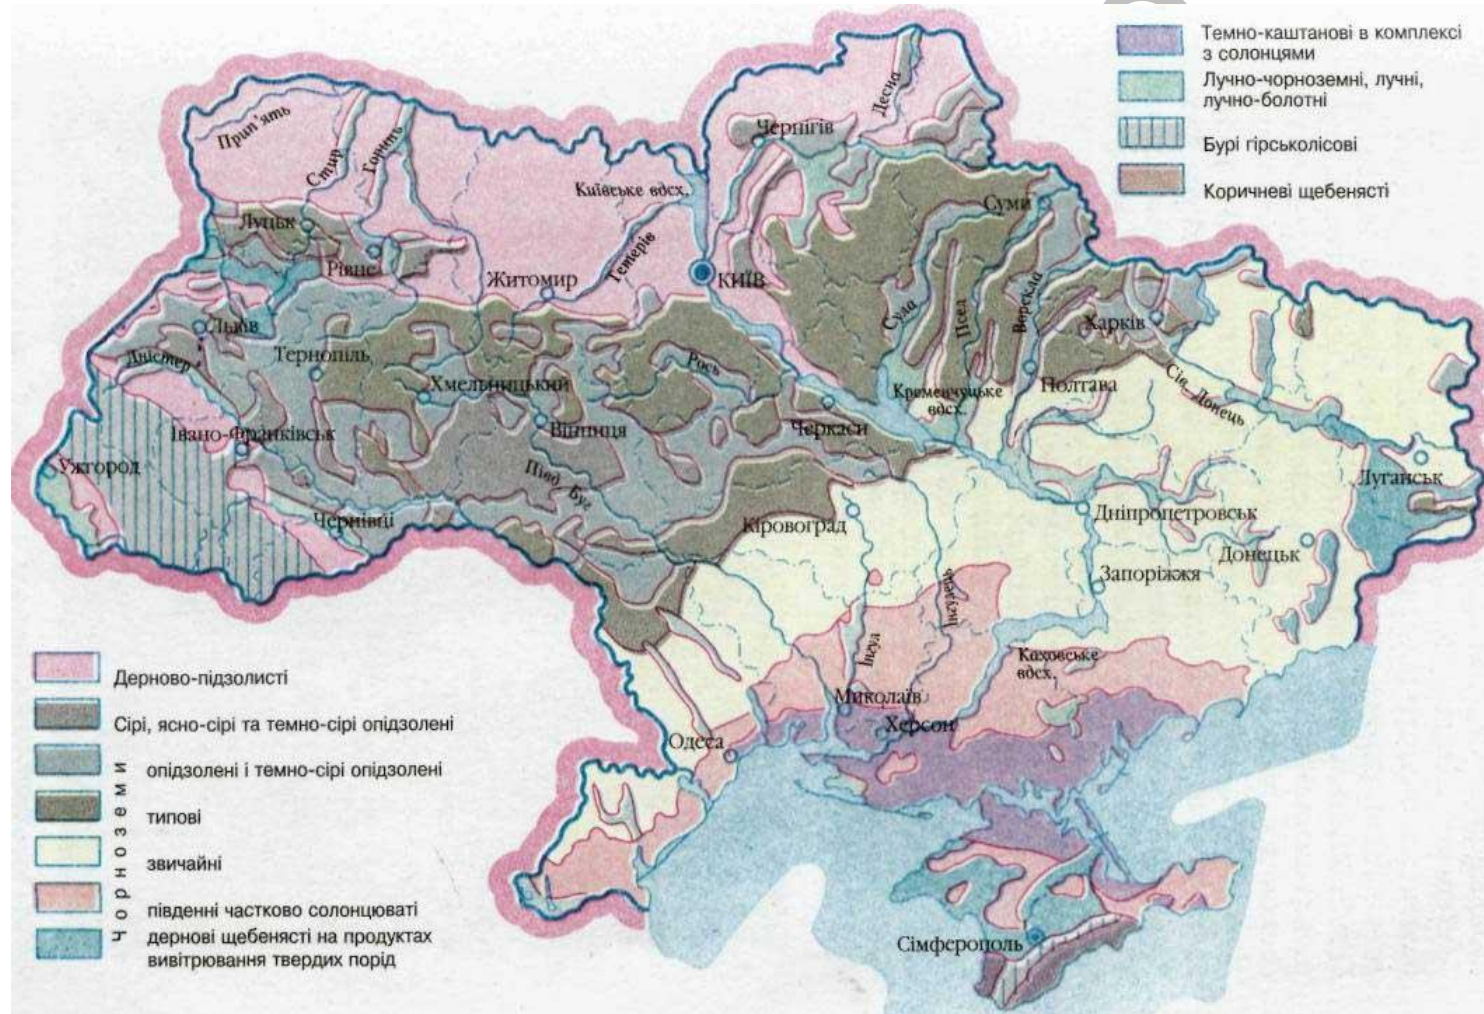 Темно-каштанові в комплексі
з солонцями
Лучно-чорноземні, лучні,
лучно-болотні
Бурі гірськолісові
Коричневі щебенясті
Десна
Прип'ять
Стир
Горинь
Чернігів
Київське вдсх.
Суми
Луцьк
Рівне
Житомир
Тетерів
КИЇВ
Сула
Псел
Ворскла
Харків
Львів
Дністер
Тернопіль
Хмельницький
Рось
Кременчуцьке
вдсх.
Полтава
Сів. Донець
Івано-Франківськ
Вінниця
Черкаси
Ужгород
Півд. Буг
Луганськ
Чернівці
Кіровоград
Дніпропетровськ
Донецьк
Запоріжжя
Інгул
Інгулець
Каховське
вдсх.
Миколаїв
Херсон
Одеса
Сімферополь
Дерново-підзолисті
Сірі, ясно-сірі та темно-сірі опідзолені
Чорноземи
опідзолені і темно-сірі опідзолені
типові
звичайні
південні частково солонцюваті
дернові щебенясті на продуктах
вивітрювання твердих порід